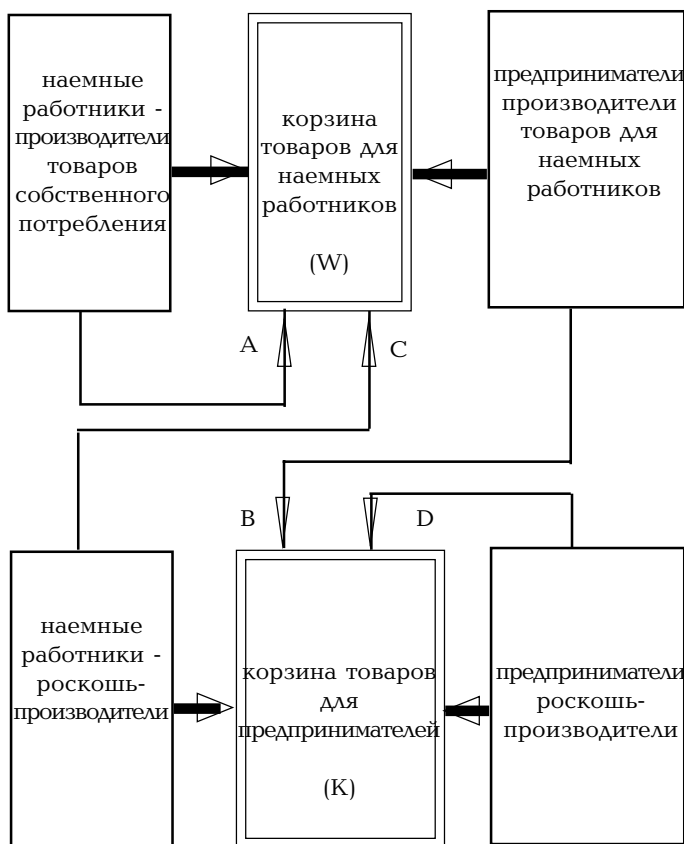 наемные
работники -
производители
товаров
собственного
потребления
корзина
товаров для
наемных
работников
(W)
предприниматели
производители
товаров для
наемных
работников
A
C
B
D
наемные
работники -
роскошь-
производители
корзина товаров
для
предпринимателей
(К)
предприниматели
роскошь-
производители